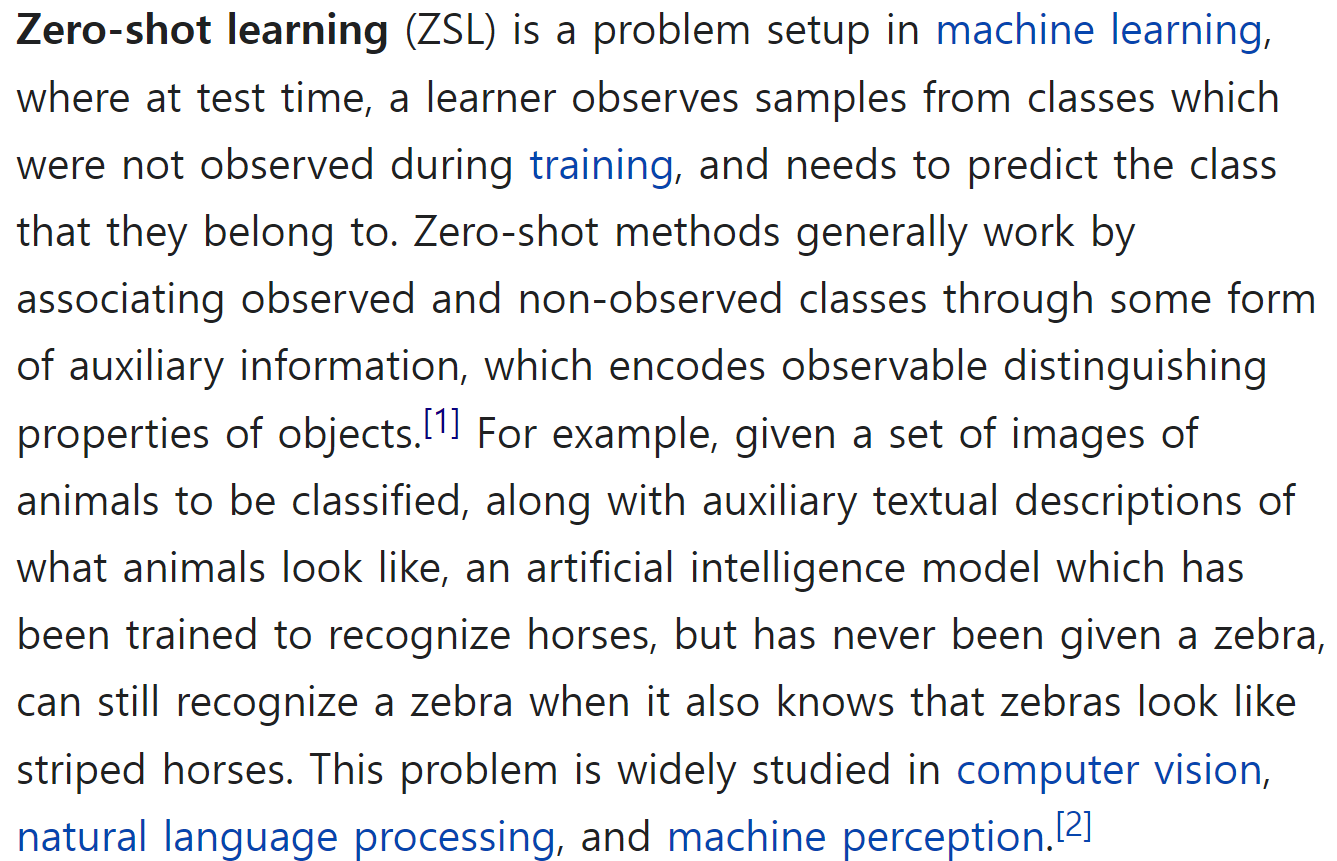 Zero-shot learning (ZSL) is a problem setup in machine learning,
where at test time, a learner observes samples from classes which
were not observed during training, and needs to predict the class
that they belong to. Zero-shot methods generally work by
associating observed and non-observed classes through some form
of auxiliary information, which encodes observable distinguishing
properties of objects.[1] For example, given a set of images of
animals to be classified, along with auxiliary textual descriptions of
what animals look like, an artificial intelligence model which has
been trained to recognize horses, but has never been given a zebra,
can still recognize a zebra when it also knows that zebras look like
striped horses. This problem is widely studied in computer vision,
natural language processing, and machine perception.[2]